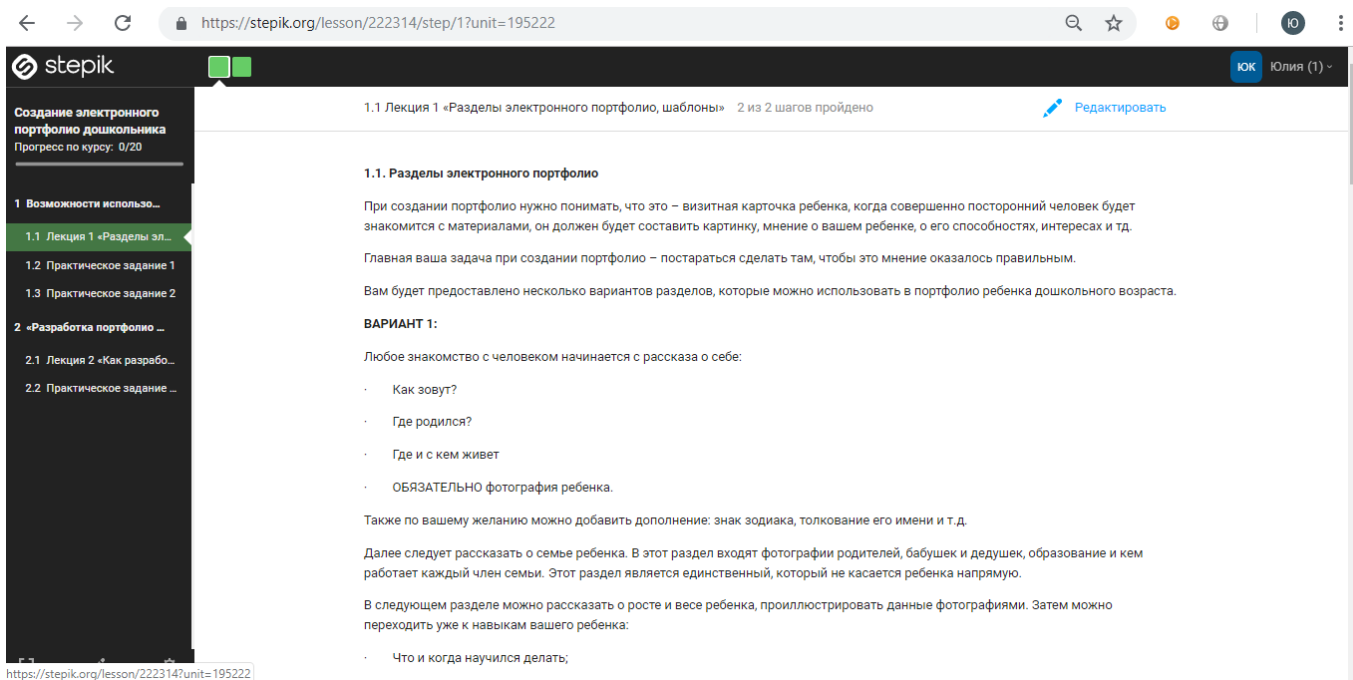 https://stepik.org/lesson/222314/step/1?unit=195222
Ю
stepik
ЮК Юлия (1)
Создание электронного
портфолио дошкольника
Прогресс по курсу: 0/20
1 Возможности использо...
1.1 Лекция 1 «Разделы эл...
1.2 Практическое задание 1
1.3 Практическое задание 2
2 «Разработка портфолио ...
2.1 Лекция 2 «Как разрабо...
2.2 Практическое задание ...
1.1 Лекция 1 «Разделы электронного портфолио, шаблоны» 2 из 2 шагов пройдено
Редактировать
1.1. Разделы электронного портфолио
При создании портфолио нужно понимать, что это – визитная карточка ребенка, когда совершенно посторонний человек будет
знакомится с материалами, он должен будет составить картинку, мнение о вашем ребенке, о его способностях, интересах и тд.
Главная ваша задача при создании портфолио – постараться сделать там, чтобы это мнение оказалось правильным.
Вам будет предоставлено несколько вариантов разделов, которые можно использовать в портфолио ребенка дошкольного возраста.
ВАРИАНТ 1:
Любое знакомство с человеком начинается с рассказа о себе:
· Как зовут?
· Где родился?
· Где и с кем живет
· ОБЯЗАТЕЛЬНО фотография ребенка.
Также по вашему желанию можно добавить дополнение: знак зодиака, толкование его имени и т.д.
Далее следует рассказать о семье ребенка. В этот раздел входят фотографии родителей, бабушек и дедушек, образование и кем
работает каждый член семьи. Этот раздел является единственный, который не касается ребенка напрямую.
В следующем разделе можно рассказать о росте и весе ребенка, проиллюстрировать данные фотографиями. Затем можно
переходить уже к навыкам вашего ребенка:
· Что и когда научился делать;
https://stepik.org/lesson/222314?unit=195222